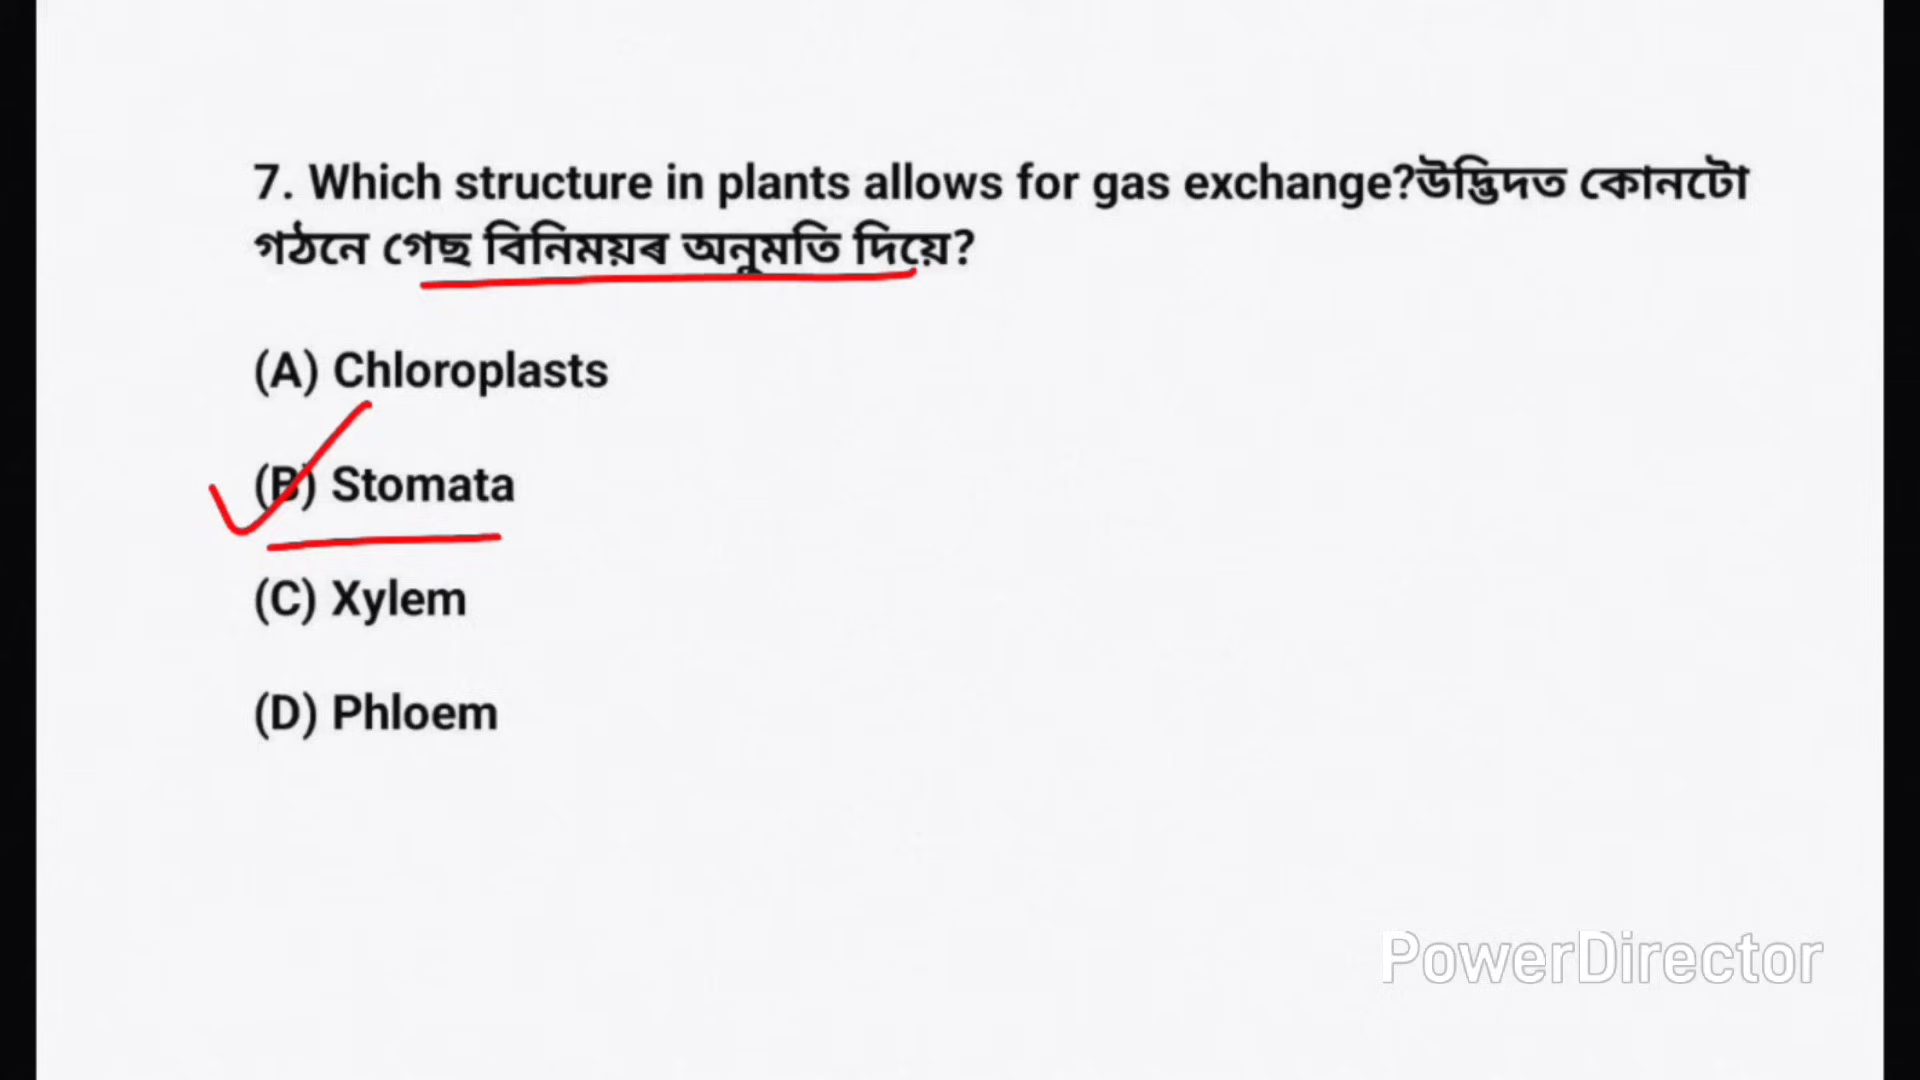 7. Which structure in plants allows for gas exchange?উদ্ভিদত কোনটো
গঠনে গেছ বিনিময়ৰ অনুমতি দিয়ে?
(A) Chloroplasts
(B) Stomata
(C) Xylem
(D) Phloem
PowerDirector